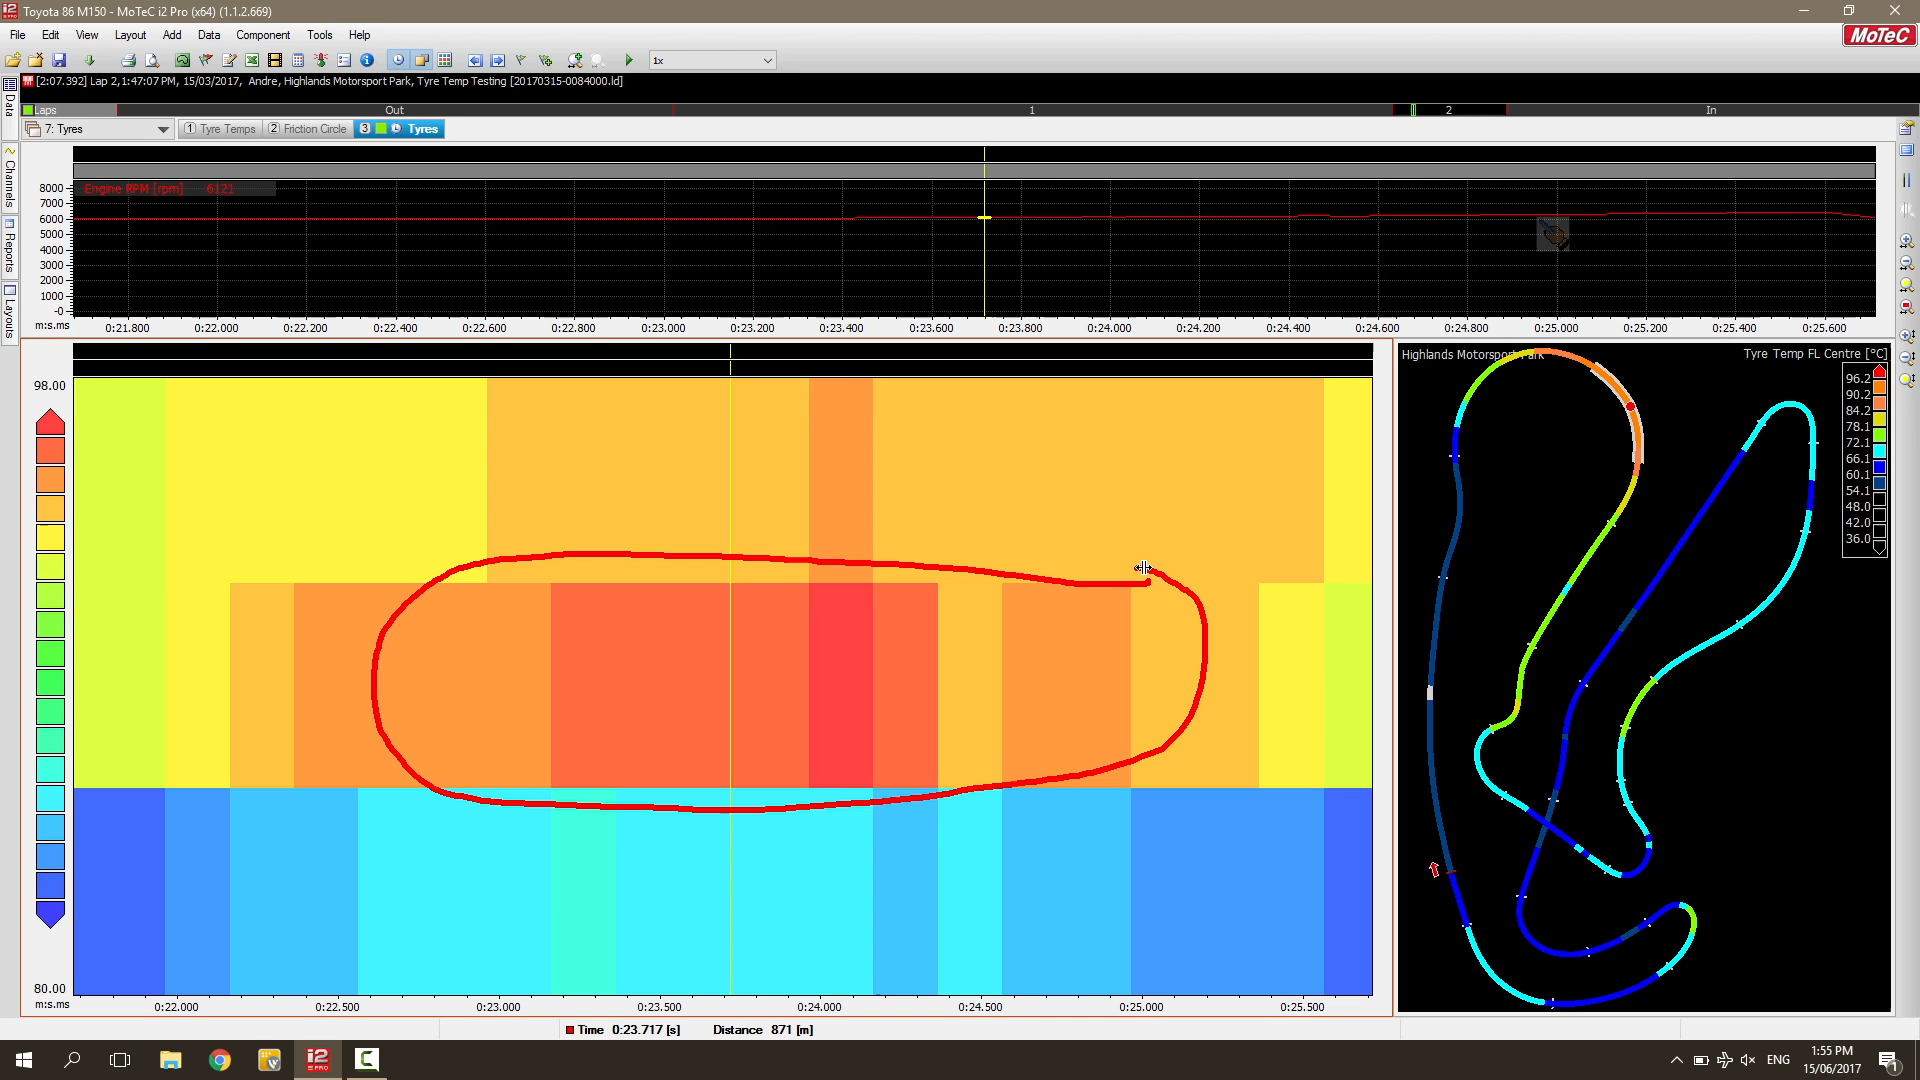 Toyota 86 M150 - MoTeC i2 Pro (x64) (1.1.2.669)
File Edit View Layout Add Data Component Tools Help
MoTeC
1x
[2:07.392] Lap 2,1:47:07 PM, 15/03/2017, Andre, Highlands Motorsport Park, Tyre Temp Testing [20170315-0084000.ld]
Laps Out 1 2 In
7: Tyres 1 Tyre Temps 2 Friction Circle 3 Tyres
Data
Channels
Reports
Layouts
Engine RPM [rpm] 6121
8000
7000
6000
5000
4000
3000
2000
1000
-0
m:s.ms 0:21.800 0:22.000 0:22.200 0:22.400 0:22.600 0:22.800 0:23.000 0:23.200 0:23.400 0:23.600 0:23.800 0:24.000 0:24.200 0:24.400 0:24.600 0:24.800 0:25.000 0:25.200 0:25.400 0:25.600
98.00
80.00
m:s.ms 0:22.000 0:22.500 0:23.000 0:23.500 0:24.000 0:24.500 0:25.000 0:25.500
Highlands Motorsport Park Tyre Temp FL Centre [°C]
96.2
90.2
84.2
78.1
72.1
66.1
60.1
54.1
48.0
42.0
36.0
Time 0:23.717 [s] Distance 871 [m]
i2 PRO
ENG
1:55 PM
15/06/2017
1